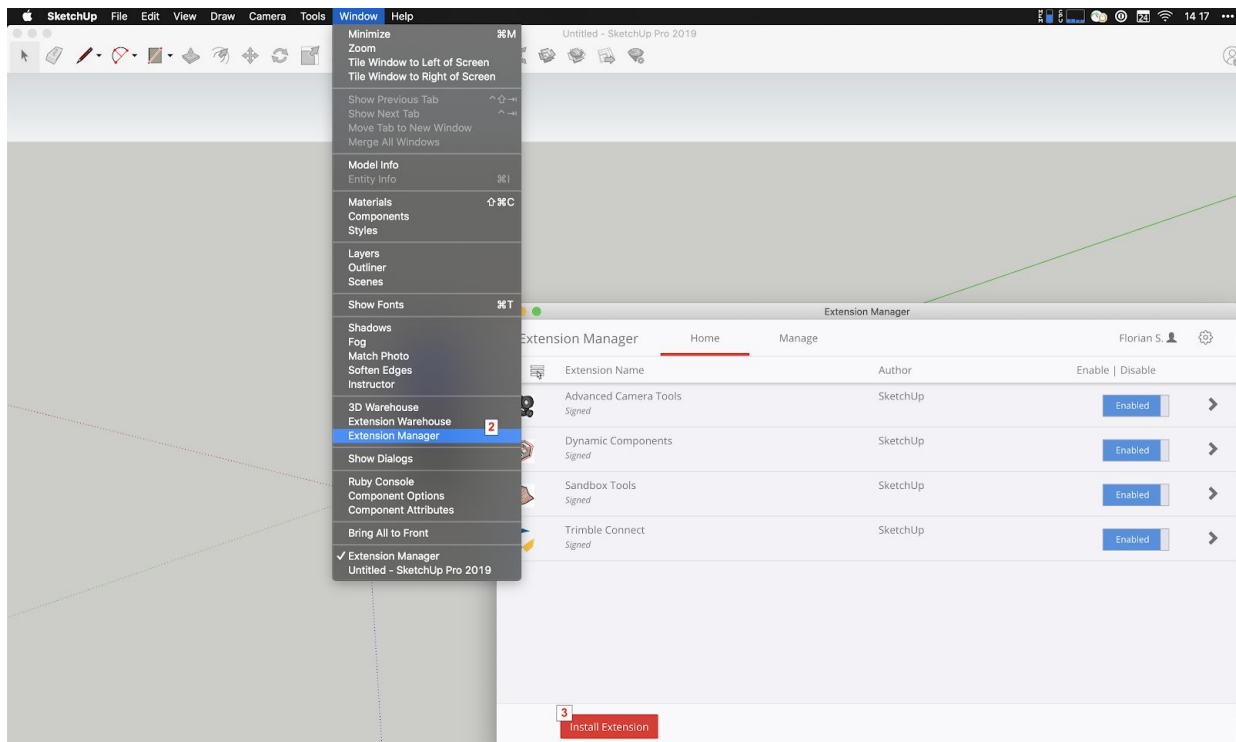 SketchUp File Edit View Draw Camera Tools Window Help
MEM CPU 24 14 17
Untitled - SketchUp Pro 2019
Minimize ⌘M
Zoom
Tile Window to Left of Screen
Tile Window to Right of Screen
Show Previous Tab ^⇧⇥
Show Next Tab ^⇥
Move Tab to New Window
Merge All Windows
Model Info
Entity Info ⌘I
Materials ⇧⌘C
Components
Styles
Layers
Outliner
Scenes
Show Fonts ⌘T
Shadows
Fog
Match Photo
Soften Edges
Instructor
3D Warehouse
Extension Warehouse
Extension Manager 2
Show Dialogs
Ruby Console
Component Options
Component Attributes
Bring All to Front
✓ Extension Manager
Untitled - SketchUp Pro 2019
Extension Manager
Extension Manager Home Manage Florian S.
Extension Name Author Enable | Disable
Advanced Camera Tools SketchUp Enabled
Signed
Dynamic Components SketchUp Enabled
Signed
Sandbox Tools SketchUp Enabled
Signed
Trimble Connect SketchUp Enabled
Signed
3
Install Extension